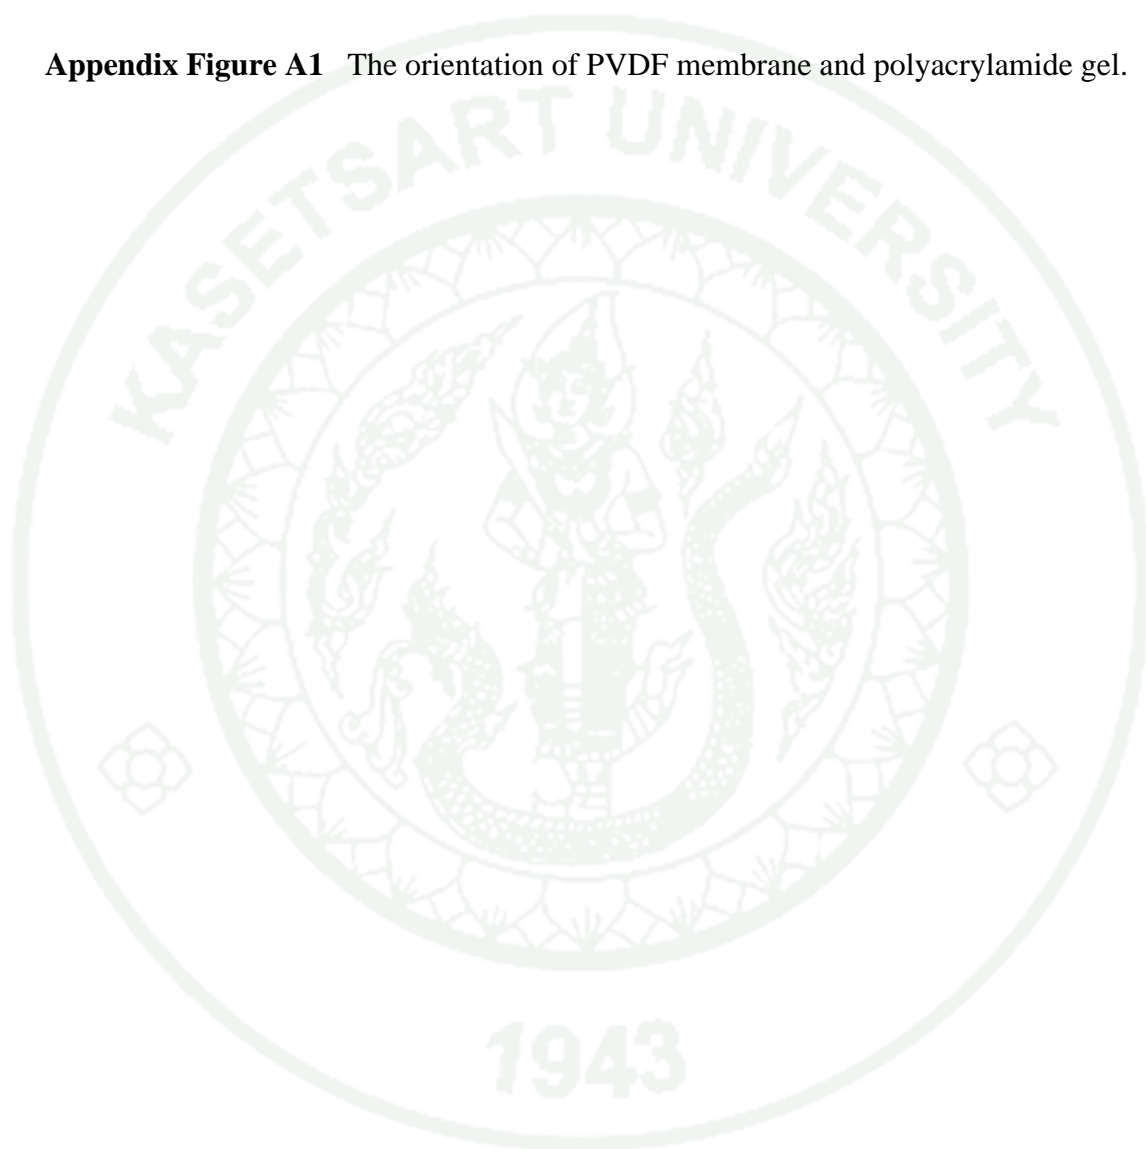 Appendix Figure A1 The orientation of PVDF membrane and polyacrylamide gel.
KASETSART UNIVERSITY
1943